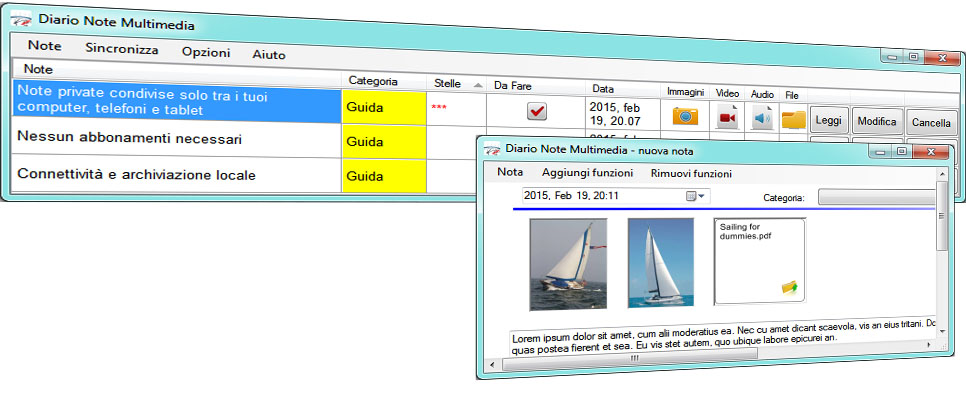 Diario Note Multimedia
Note Sincronizza Opzioni Aiuto
Note Categoria Stelle Da Fare Data Immagini Video Audio File
Note private condivise solo tra i tuoi
computer, telefoni e tablet
Guida
***
2015, feb
19, 20.07
Leggi Modifica Cancella
Nessun abbonamenti necessari
Guida
Connettività e archiviazione locale
Guida
Diario Note Multimedia - nuova nota
Nota Aggiungi funzioni Rimuovi funzioni
2015, Feb 19, 20:11
Categoria:
Sailing for
dummies.pdf
Lorem ipsum dolor sit amet, cum alii moderatius ea. Nec cu amet dicant scaevola, vis an eius tritani. Do
quas postea fierent et sea. Eu vis stet autem, quo ubique labore epicurei an.